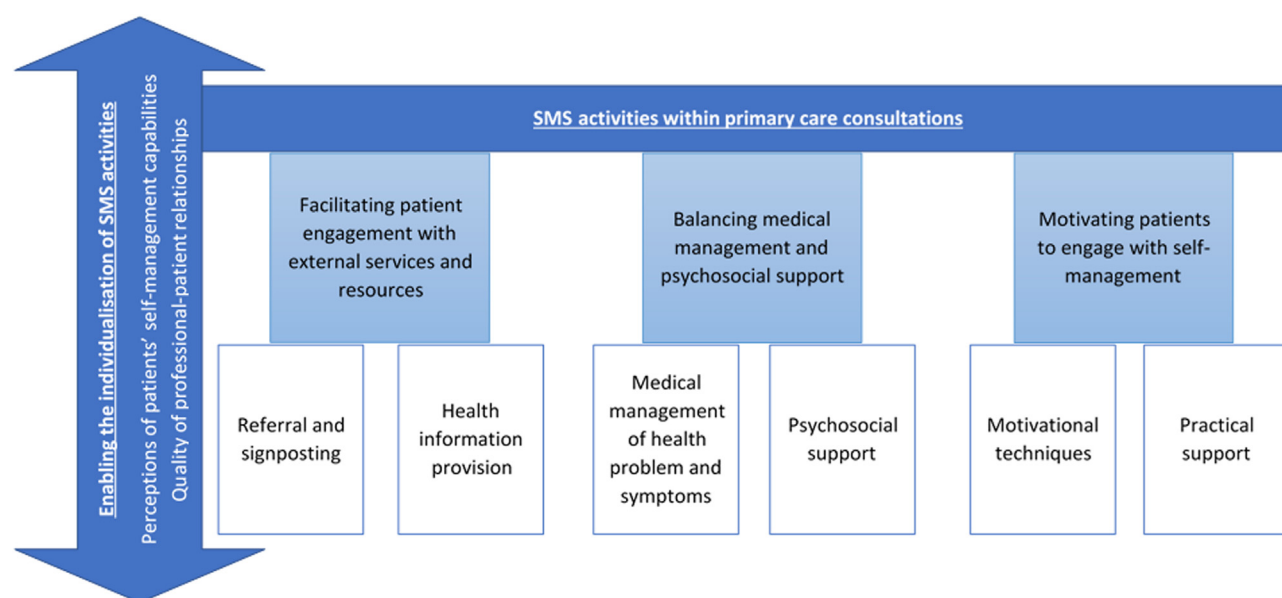 Enabling the individualisation of SMS activities
Perceptions of patients' self-management capabilities
Quality of professional-patient relationships
SMS activities within primary care consultations
Facilitating patient
engagement with
external services and
resources
Balancing medical
management and
psychosocial support
Motivating patients
to engage with self-
management
Referral and
signposting
Health
information
provision
Medical
management
of health
problem and
symptoms
Psychosocial
support
Motivational
techniques
Practical
support